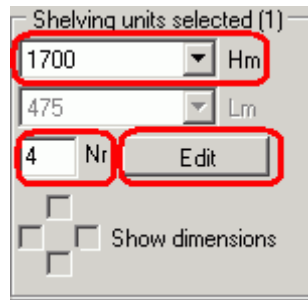 Shelving units selected (1)
1700 Hm
475 Lm
4 Nr Edit
Show dimensions